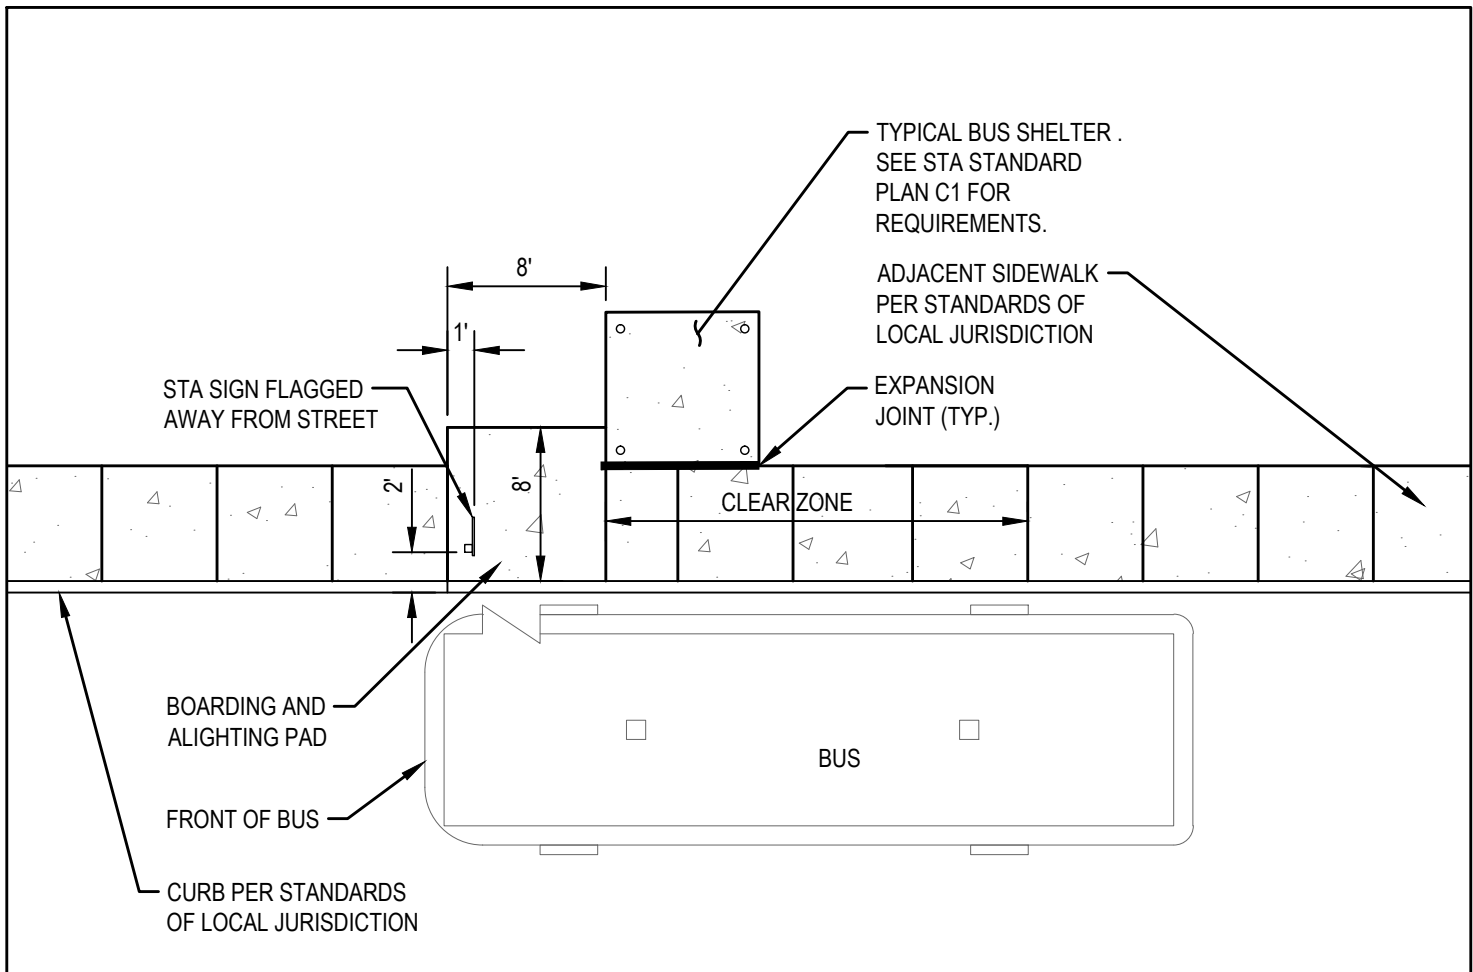 TYPICAL BUS SHELTER .
SEE STA STANDARD
PLAN C1 FOR
REQUIREMENTS.
8'
ADJACENT SIDEWALK
PER STANDARDS OF
LOCAL JURISDICTION
1'
STA SIGN FLAGGED
AWAY FROM STREET
EXPANSION
JOINT (TYP.)
2'
8'
CLEAR ZONE
BOARDING AND
ALIGHTING PAD
BUS
FRONT OF BUS
CURB PER STANDARDS
OF LOCAL JURISDICTION